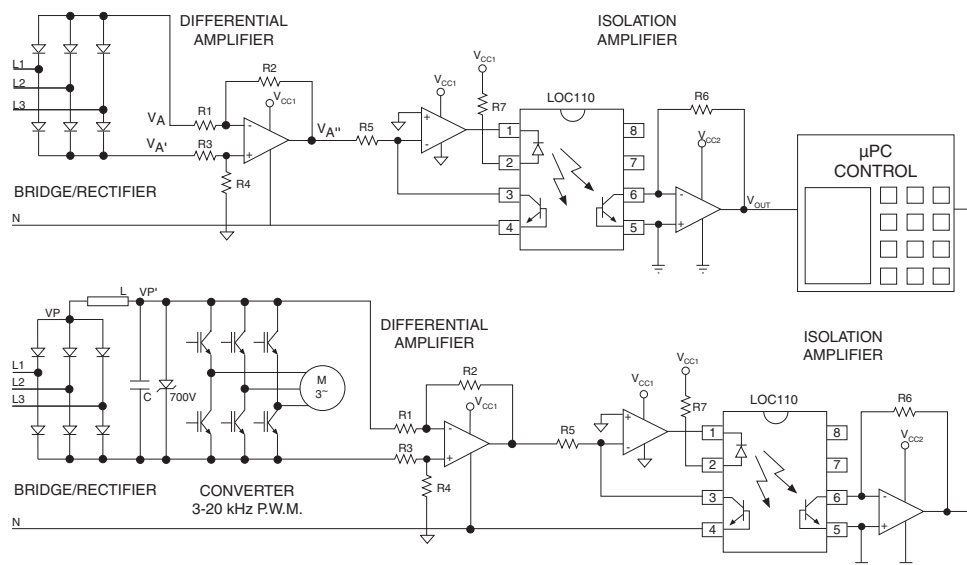 DIFFERENTIAL
AMPLIFIER
ISOLATION
AMPLIFIER
L1
L2
L3
VA
VA'
R1
R2
R3
R4
VCC1
VA''
R5
VCC1
VCC1
R7
LOC110
1
2
3
4
8
7
6
5
R6
VCC2
VOUT
µPC
CONTROL
BRIDGE/RECTIFIER
N
VP
L
VP'
L1
L2
L3
C
700V
M
3~
DIFFERENTIAL
AMPLIFIER
ISOLATION
AMPLIFIER
R1
R2
R3
R4
VCC1
R5
VCC1
VCC1
R7
LOC110
1
2
3
4
8
7
6
5
R6
VCC2
BRIDGE/RECTIFIER
CONVERTER
3-20 kHz P.W.M.
N
- 
+
+
-
-
+
-
+
+
-
-
+